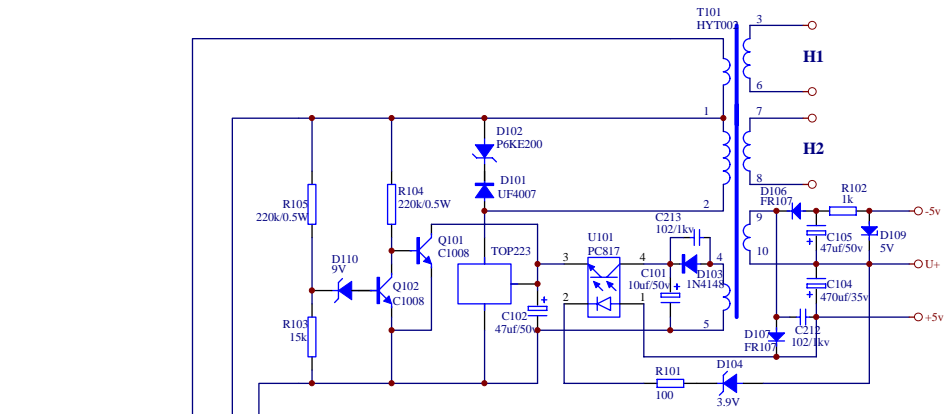 T101
HYT002
3
H1
6
1
7
H2
8
2
D102
P6KE200
D101
UF4007
R105
220k/0.5W
R104
220k/0.5W
D106
FR107
R102
1k
-5v
9
C105
47uf/50v
D109
5V
10
U+
C213
102/1kv
Q101
C1008
TOP223
U101
PC817
3
4
4
D103
1N4148
C101
10uf/50v
C104
470uf/35v
D110
9V
Q102
C1008
2
1
C102
47uf/50v
5
+5v
R103
15k
D107
FR107
C212
102/1kv
R101
100
D104
3.9V